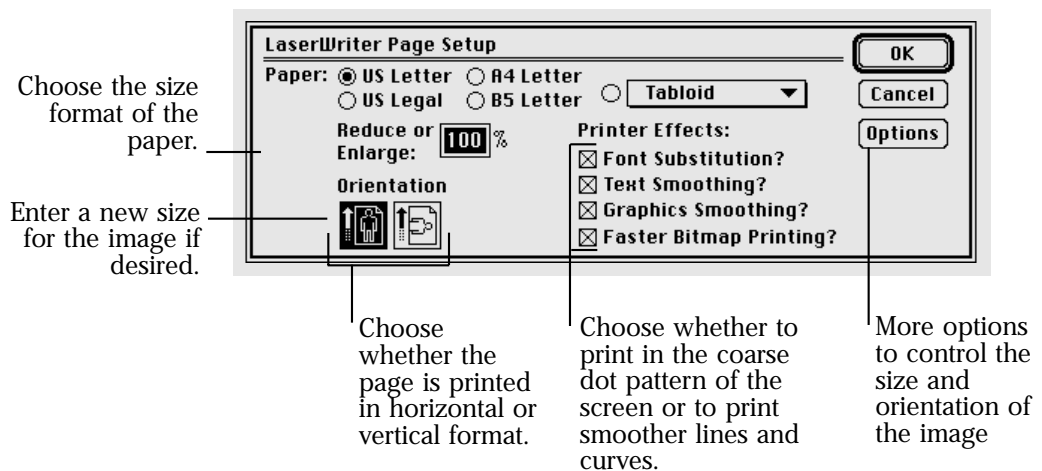 LaserWriter Page Setup
OK
Paper: US Letter A4 Letter
US Legal B5 Letter Tabloid
Cancel
Reduce or
Enlarge: 100 %
Printer Effects:
Options
Font Substitution?
Text Smoothing?
Graphics Smoothing?
Faster Bitmap Printing?
Orientation
Choose the size
format of the
paper.
Enter a new size
for the image if
desired.
Choose
whether the
page is printed
in horizontal or
vertical format.
Choose whether to
print in the coarse
dot pattern of the
screen or to print
smoother lines and
curves.
More options
to control the
size and
orientation of
the image